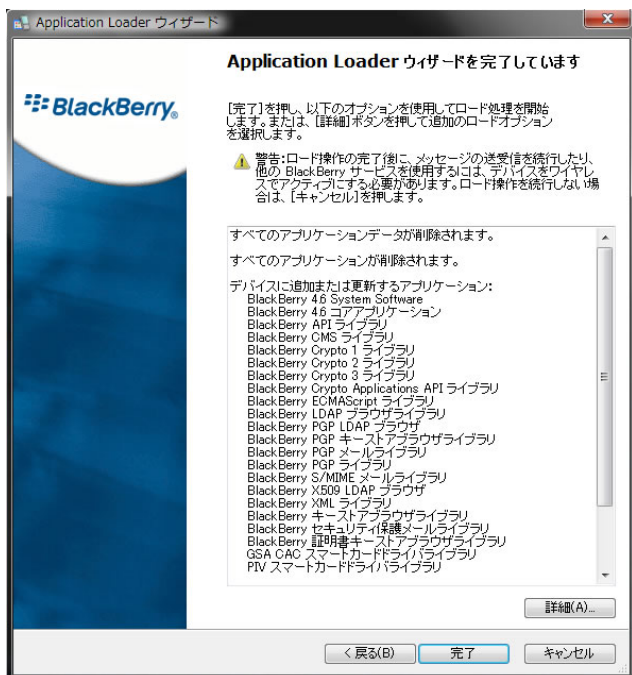 Application Loader ウィザード
Application Loader ウィザードを完了しています
BlackBerry®
[完了]を押し、以下のオプションを使用してロード処理を開始
します。または、[詳細]ボタンを押して追加のロードオプション
を選択します。
警告:ロード操作の完了後に、メッセージの送受信を続行したり、
他の BlackBerry サービスを使用するには、デバイスをワイヤレ
スでアクティブにする必要があります。ロード操作を続行しない場
合は、[キャンセル]を押します。
すべてのアプリケーションデータが削除されます。
すべてのアプリケーションが削除されます。
デバイスに追加または更新するアプリケーション:
BlackBerry 4.6 System Software
BlackBerry 4.6 コアアプリケーション
BlackBerry API ライブラリ
BlackBerry CMS ライブラリ
BlackBerry Crypto 1 ライブラリ
BlackBerry Crypto 2 ライブラリ
BlackBerry Crypto 3 ライブラリ
BlackBerry Crypto Applications API ライブラリ
BlackBerry ECMAScript ライブラリ
BlackBerry LDAP ブラウザライブラリ
BlackBerry PGP LDAP ブラウザ
BlackBerry PGP キーストアブラウザライブラリ
BlackBerry PGP メールライブラリ
BlackBerry PGP ライブラリ
BlackBerry S/MIME メールライブラリ
BlackBerry X509 LDAP ブラウザ
BlackBerry XML ライブラリ
BlackBerry キーストアブラウザライブラリ
BlackBerry セキュリティ保護メールライブラリ
BlackBerry 証明書キーストアブラウザライブラリ
GSA CAC スマートカードドライバライブラリ
PIV スマートカードドライバライブラリ
詳細(A)...
< 戻る(B)
完了
キャンセル